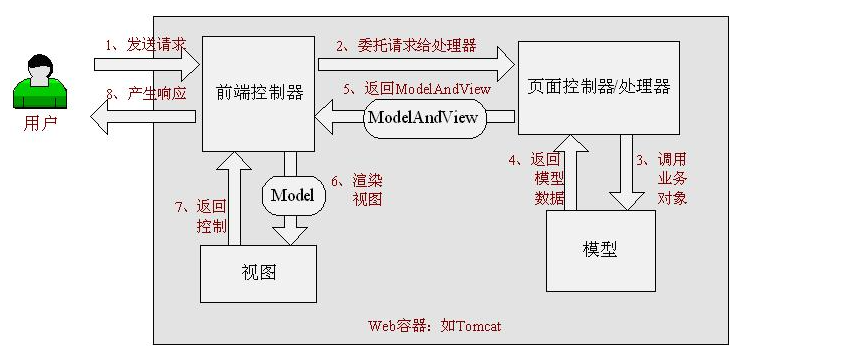 1、发送请求
2、委托请求给处理器
5、返回ModelAndView
8、产生响应
前端控制器
页面控制器/处理器
ModelAndView
用户
4、返回
模型
数据
3、调用
业务
对象
6、渲染
视图
Model
7、返回
控制
视图
模型
Web容器：如Tomcat